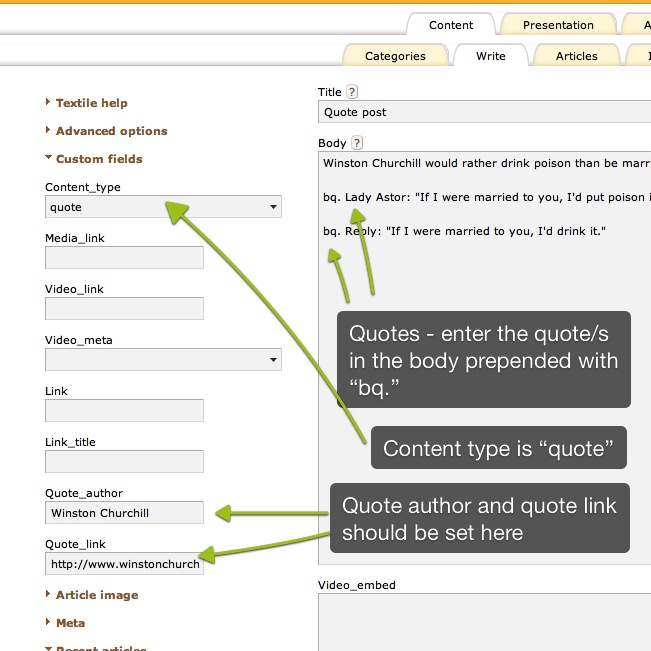 Content
Presentation
A
Categories
Write
Articles
Textile help
Advanced options
Custom fields
Content_type
quote
Media_link
Video_link
Video_meta
Link
Link_title
Quote_author
Winston Churchill
Quote_link
http://www.winstonchurch
Article image
Meta
Recent articles
Title ?
Quote post
Body ?
Winston Churchill would rather drink poison than be marr
bq. Lady Astor: "If I were married to you, I'd put poison i
bq. Reply: "If I were married to you, I'd drink it."
Quotes - enter the quote/s
in the body prepended with
“bq.”
Content type is “quote”
Quote author and quote link
should be set here
Video_embed